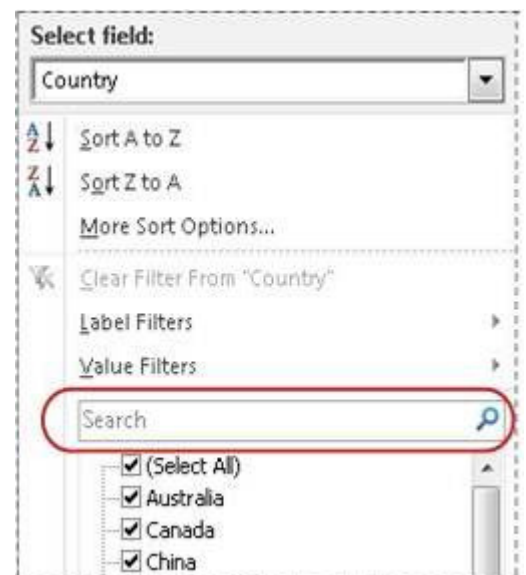 Select field:
Country
Sort A to Z
Sort Z to A
More Sort Options...
Clear Filter From "Country"
Label Filters
Value Filters
Search
(Select All)
Australia
Canada
China